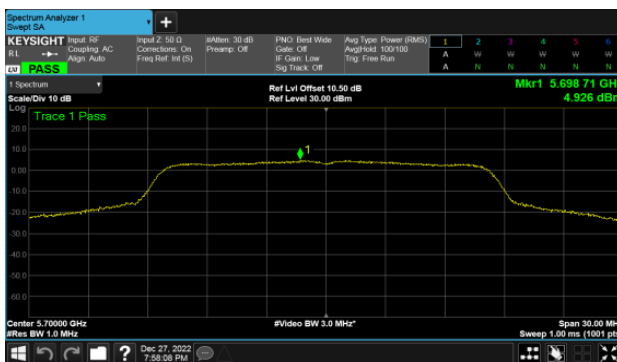 Spectrum Analyzer 1
Swept SA
+
KEYSIGHT Input: RF Input Z: 50 Ω #Atten: 30 dB PNO: Best Wide Avg Type: Power (RMS) 1 2 3 4 5 6
RL Coupling: AC Corrections: On Preamp: Off Gate: Off Avg|Hold: 100/100 A W W W W W
Align: Auto Freq Ref: Int (S) IF Gain: Low Trig: Free Run
LXI PASS Sig Track: Off A N N N N N
1 Spectrum Ref Lvl Offset 10.50 dB Mkr1 5.698 71 GH
Scale/Div 10 dB Ref Level 30.00 dBm 4.926 dBr
Log Trace 1 Pass
20.0
10.0 1
0.00
-10.0
-20.0
-30.0
-40.0
-50.0
-60.0
Center 5.70000 GHz #Video BW 3.0 MHz* Span 30.00 MH
#Res BW 1.0 MHz Sweep 1.00 ms (1001 pts
? Dec 27, 2022
7:58:08 PM